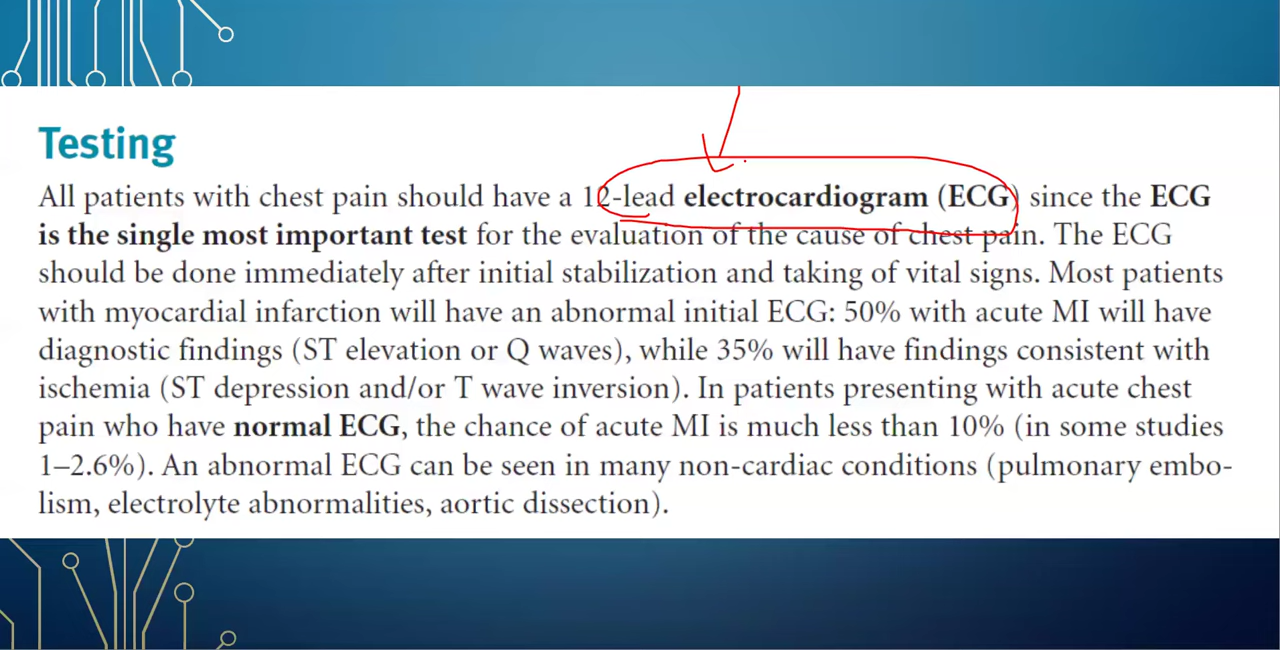 Testing
All patients with chest pain should have a 12-lead electrocardiogram (ECG) since the ECG
is the single most important test for the evaluation of the cause of chest pain. The ECG
should be done immediately after initial stabilization and taking of vital signs. Most patients
with myocardial infarction will have an abnormal initial ECG: 50% with acute MI will have
diagnostic findings (ST elevation or Q waves), while 35% will have findings consistent with
ischemia (ST depression and/or T wave inversion). In patients presenting with acute chest
pain who have normal ECG, the chance of acute MI is much less than 10% (in some studies
1–2.6%). An abnormal ECG can be seen in many non-cardiac conditions (pulmonary embo-
lism, electrolyte abnormalities, aortic dissection).